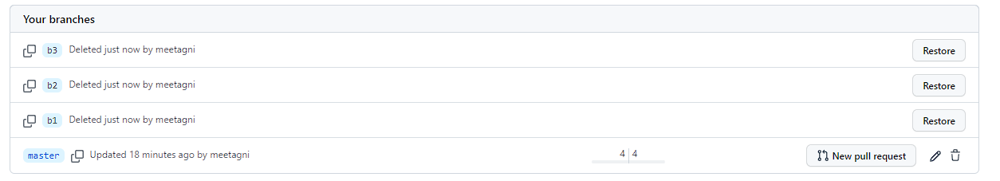 Your branches
b3 Deleted just now by meetagni Restore
b2 Deleted just now by meetagni Restore
b1 Deleted just now by meetagni Restore
master Updated 18 minutes ago by meetagni 4 4 New pull request